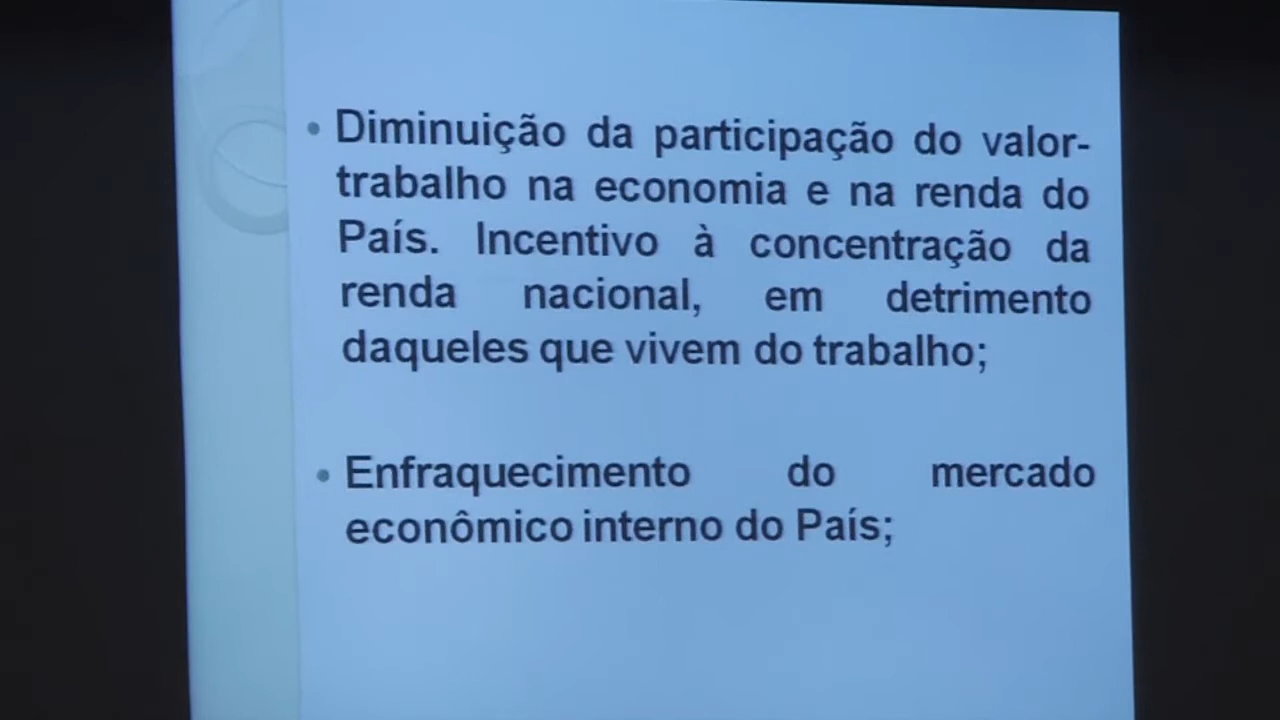 • Diminuição da participação do valor-
trabalho na economia e na renda do
País. Incentivo à concentração da
renda nacional, em detrimento
daqueles que vivem do trabalho;
• Enfraquecimento do mercado
econômico interno do País;